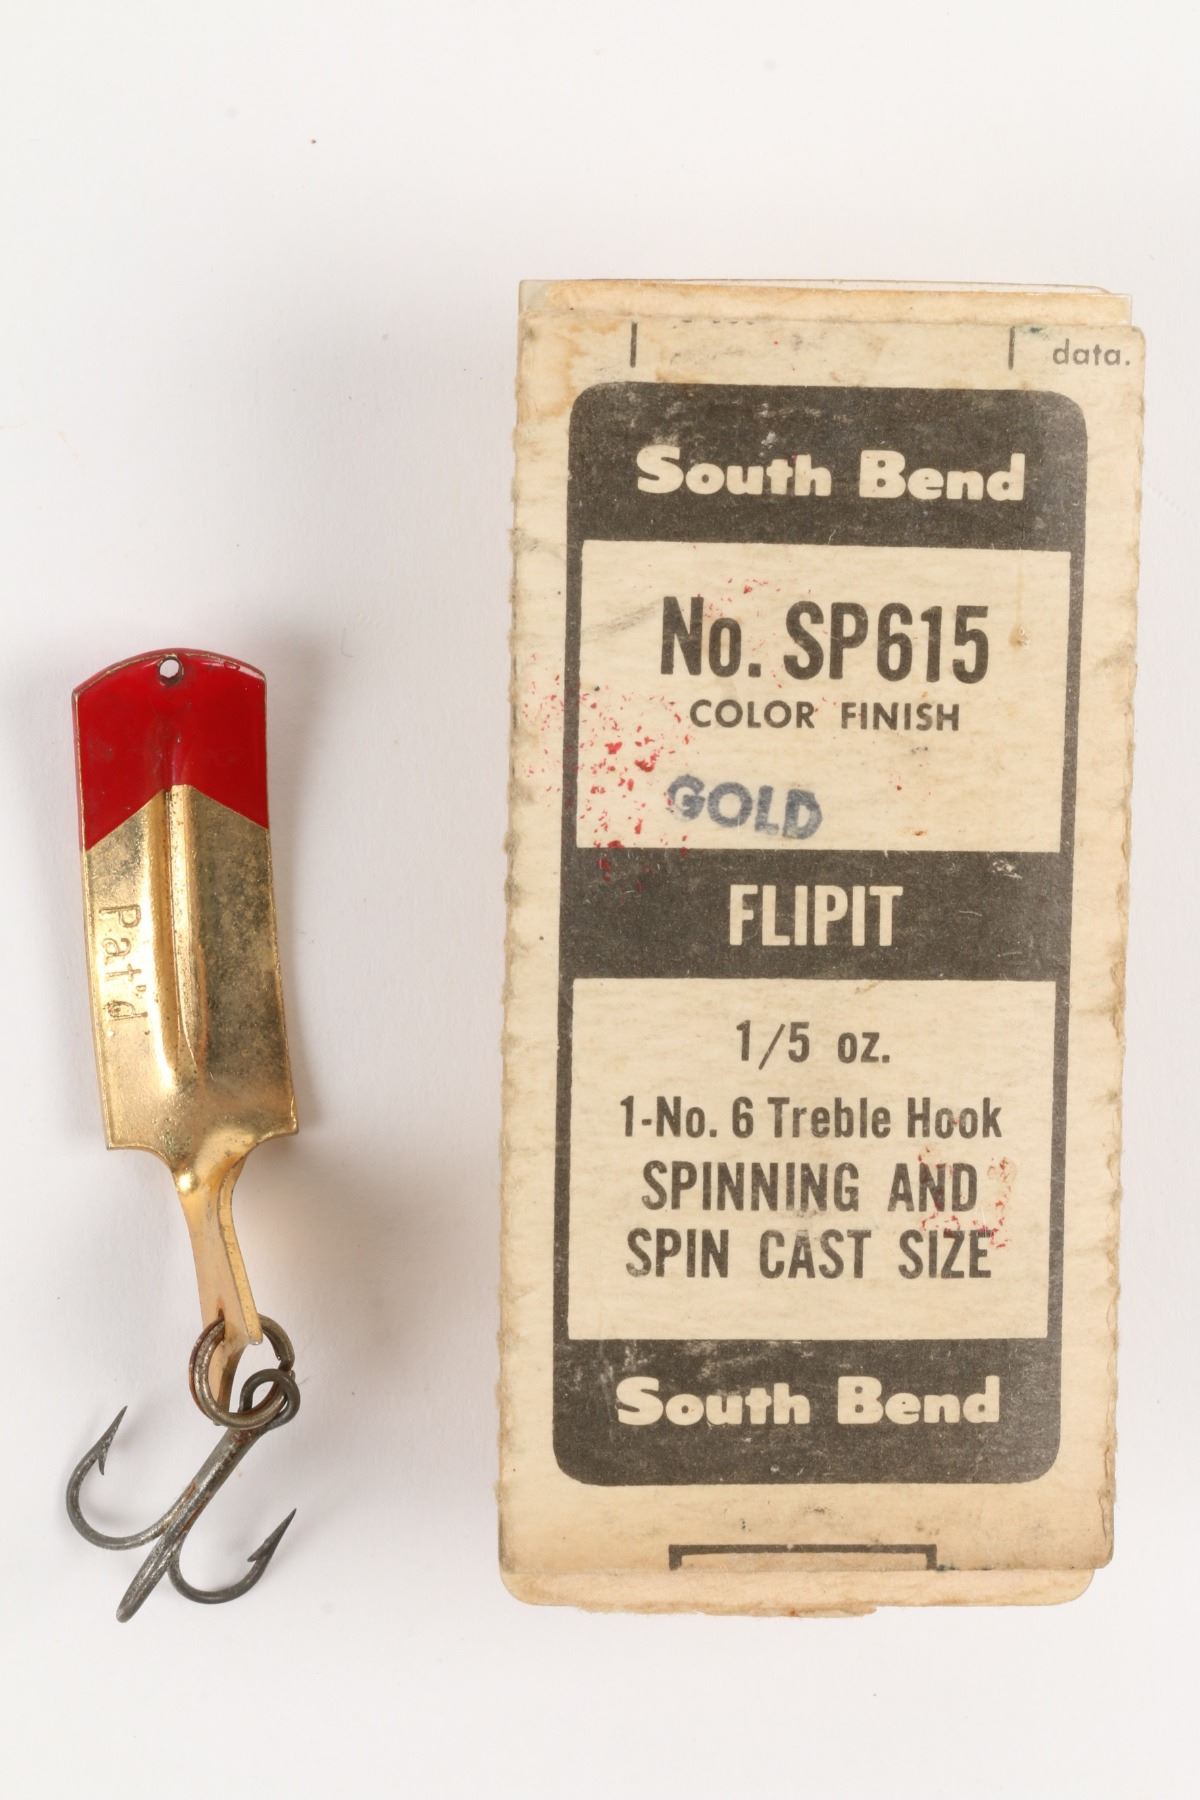 data.
South Bend
No. SP615
COLOR FINISH
GOLD
FLIPIT
1/5 oz.
1-No. 6 Treble Hook
SPINNING AND
SPIN CAST SIZE
South Bend
Pat'd.